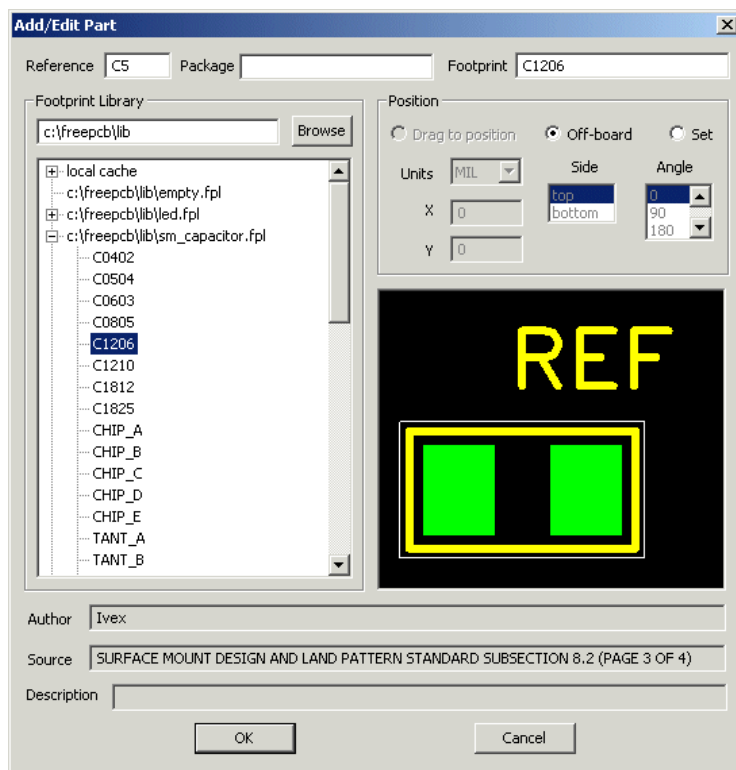 Add/Edit Part
Reference C5 Package Footprint C1206
Footprint Library
c:\freepcb\lib Browse
local cache
c:\freepcb\lib\empty.fpl
c:\freepcb\lib\led.fpl
c:\freepcb\lib\sm_capacitor.fpl
C0402
C0504
C0603
C0805
C1206
C1210
C1812
C1825
CHIP_A
CHIP_B
CHIP_C
CHIP_D
CHIP_E
TANT_A
TANT_B
Position
Drag to position Off-board Set
Units MIL Side Angle
X 0 top 0
bottom 90
Y 0 180
REF
Author Ivex
Source SURFACE MOUNT DESIGN AND LAND PATTERN STANDARD SUBSECTION 8.2 (PAGE 3 OF 4)
Description
OK Cancel